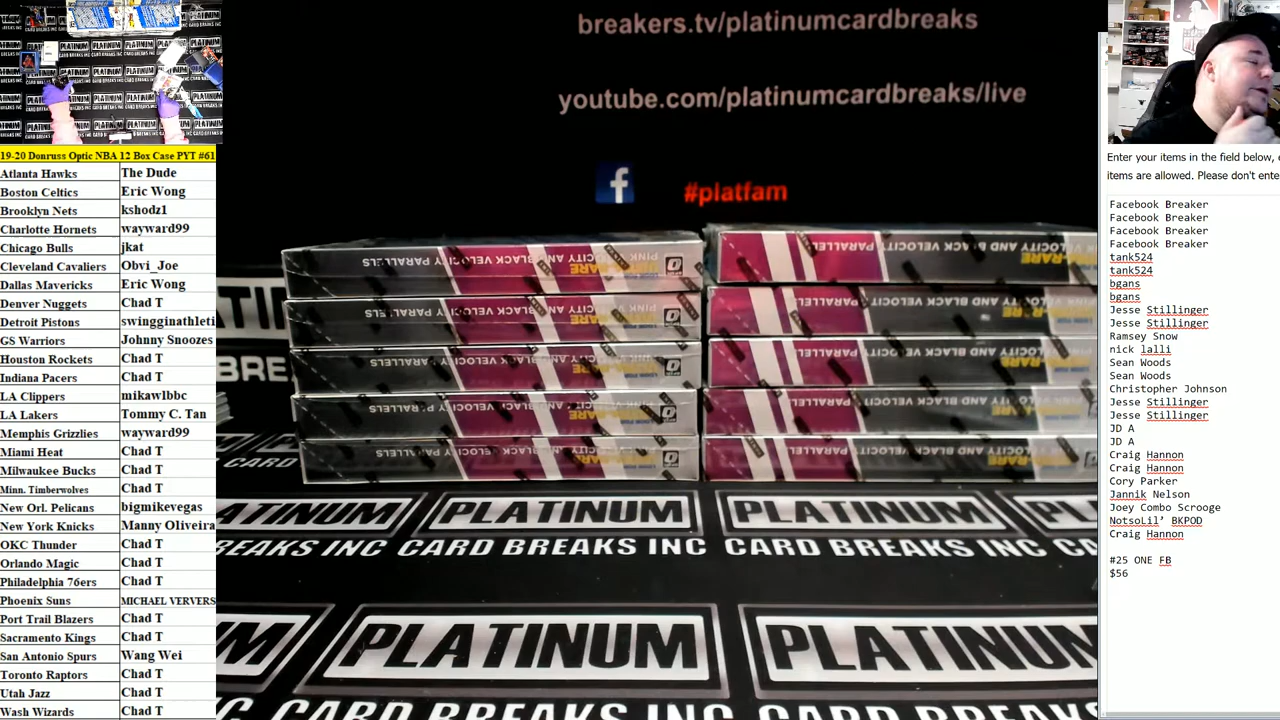 breakers.tv/platinumcardbreaks
youtube.com/platinumcardbreaks/live
#platfam
19-20 Donruss Optic NBA 12 Box Case PYT #61
Atlanta Hawks The Dude
Boston Celtics Eric Wong
Brooklyn Nets kshodz1
Charlotte Hornets wayward99
Chicago Bulls jkat
Cleveland Cavaliers Obvi_Joe
Dallas Mavericks Eric Wong
Denver Nuggets Chad T
Detroit Pistons swingginathleti
GS Warriors Johnny Snoozes
Houston Rockets Chad T
Indiana Pacers Chad T
LA Clippers mikaw1bbc
LA Lakers Tommy C. Tan
Memphis Grizzlies wayward99
Miami Heat Chad T
Milwaukee Bucks Chad T
Minn. Timberwolves Chad T
New Orl. Pelicans bigmikevegas
New York Knicks Manny Oliveira
OKC Thunder Chad T
Orlando Magic Chad T
Philadelphia 76ers Chad T
Phoenix Suns MICHAEL VERVERS
Port Trail Blazers Chad T
Sacramento Kings Chad T
San Antonio Spurs Wang Wei
Toronto Raptors Chad T
Utah Jazz Chad T
Wash Wizards Chad T
PINK VELOCITY AND BLACK VELOCITY PARALLELS
PLATINUM
CARD BREAKS INC
PLATINUM
CARD BREAKS INC
PLATINUM
PLATINUM
Enter your items in the field below,
items are allowed. Please don't ente
Facebook Breaker
Facebook Breaker
Facebook Breaker
Facebook Breaker
tank524
tank524
bgans
bgans
Jesse Stillinger
Jesse Stillinger
Ramsey Snow
nick lalli
Sean Woods
Sean Woods
Christopher Johnson
Jesse Stillinger
Jesse Stillinger
JD A
JD A
Craig Hannon
Craig Hannon
Cory Parker
Jannik Nelson
Joey Combo Scrooge
NotsoLil’ BKPOD
Craig Hannon
#25 ONE FB
$56